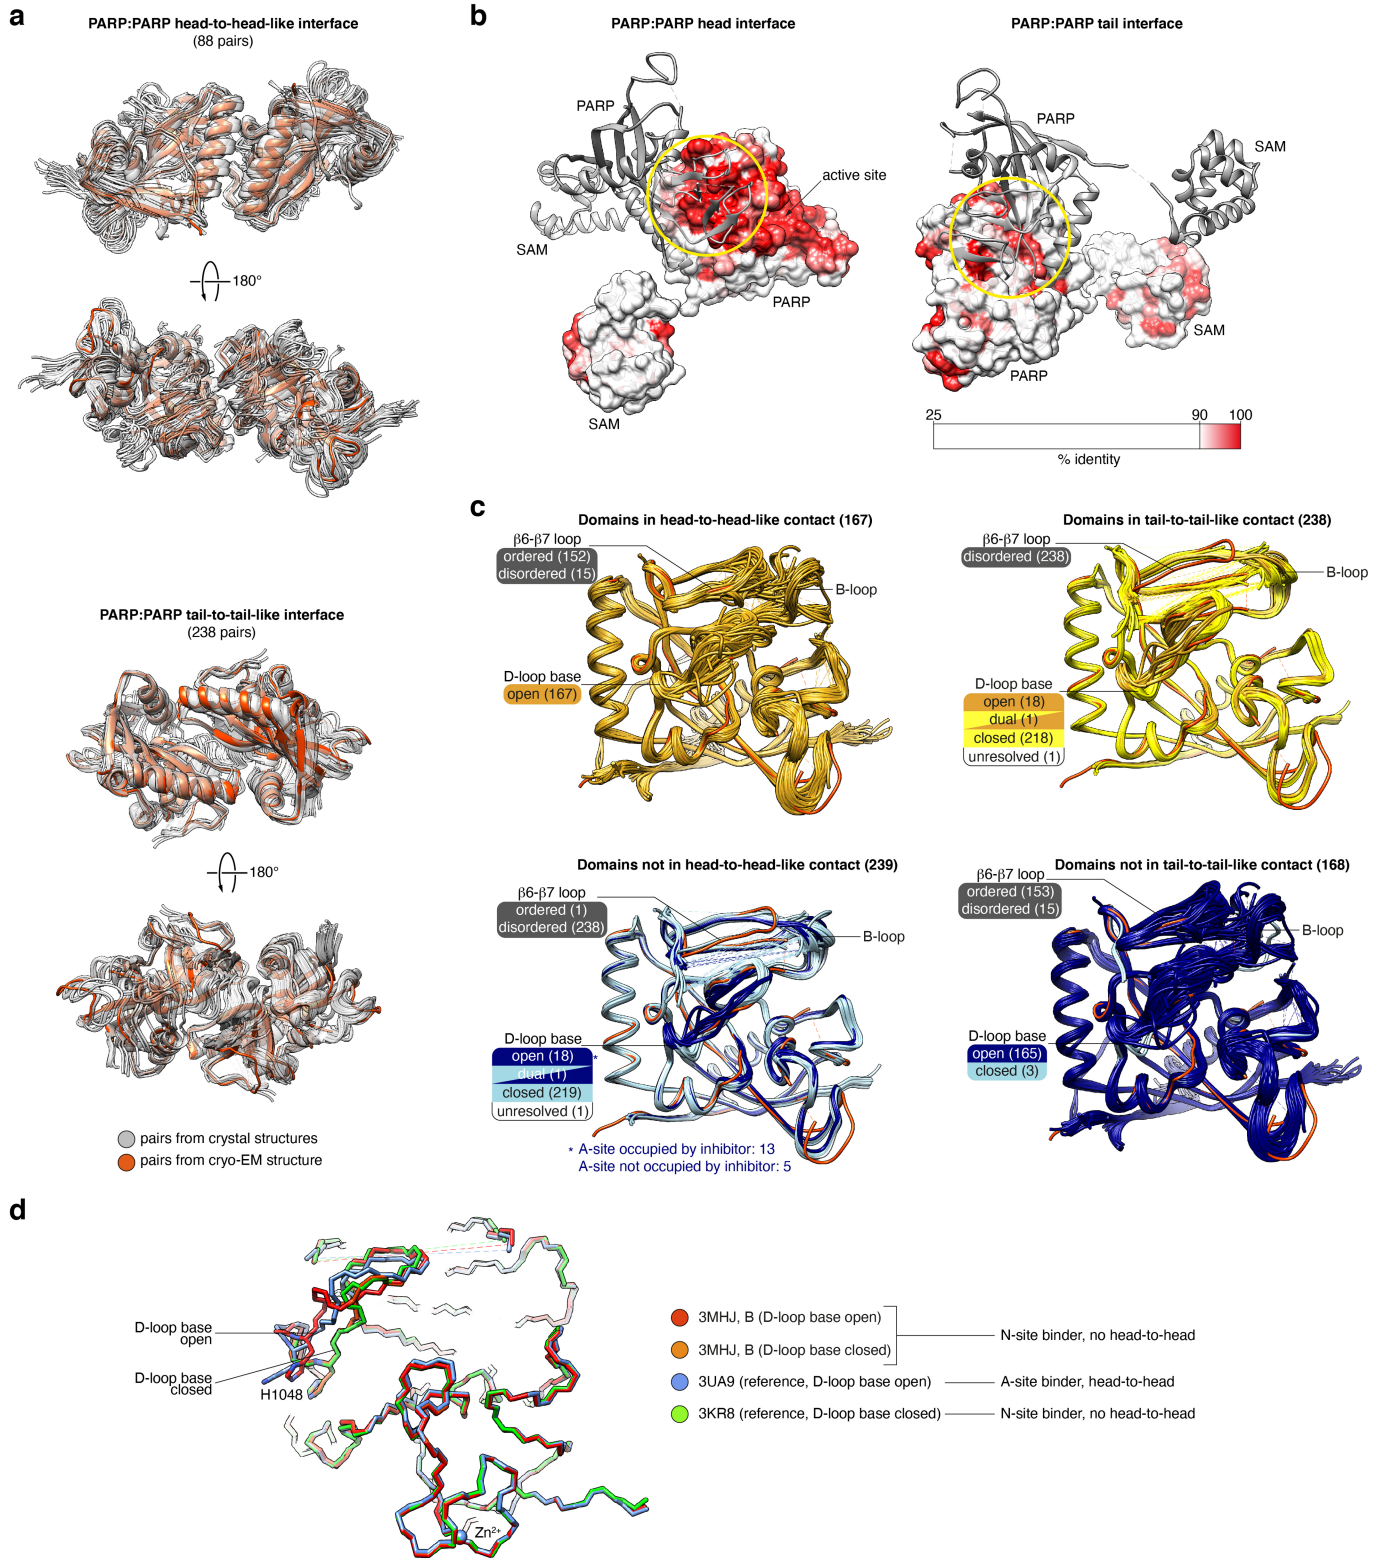 a
PARP:PARP head-to-head-like interface
(88 pairs)
180°
PARP:PARP tail-to-tail-like interface
(238 pairs)
180°
pairs from crystal structures
pairs from cryo-EM structure
b
PARP:PARP head interface
PARP
active site
SAM
PARP
SAM
PARP:PARP tail interface
PARP
SAM
SAM
PARP
25
90
100
% identity
c
Domains in head-to-head-like contact (167)
β6-β7 loop
ordered (152)
disordered (15)
B-loop
D-loop base
open (167)
Domains in tail-to-tail-like contact (238)
β6-β7 loop
disordered (238)
B-loop
D-loop base
open (18)
dual (1)
closed (218)
unresolved (1)
Domains not in head-to-head-like contact (239)
β6-β7 loop
ordered (1)
disordered (238)
B-loop
D-loop base
open (18)
*
dual (1)
closed (219)
unresolved (1)
* A-site occupied by inhibitor: 13
A-site not occupied by inhibitor: 5
Domains not in tail-to-tail-like contact (168)
β6-β7 loop
ordered (153)
disordered (15)
B-loop
D-loop base
open (165)
closed (3)
d
D-loop base
open
D-loop base
closed
H1048
Zn²⁺
3MHJ, B (D-loop base open)
3MHJ, B (D-loop base closed)
N-site binder, no head-to-head
3UA9 (reference, D-loop base open)
A-site binder, head-to-head
3KR8 (reference, D-loop base closed)
N-site binder, no head-to-head